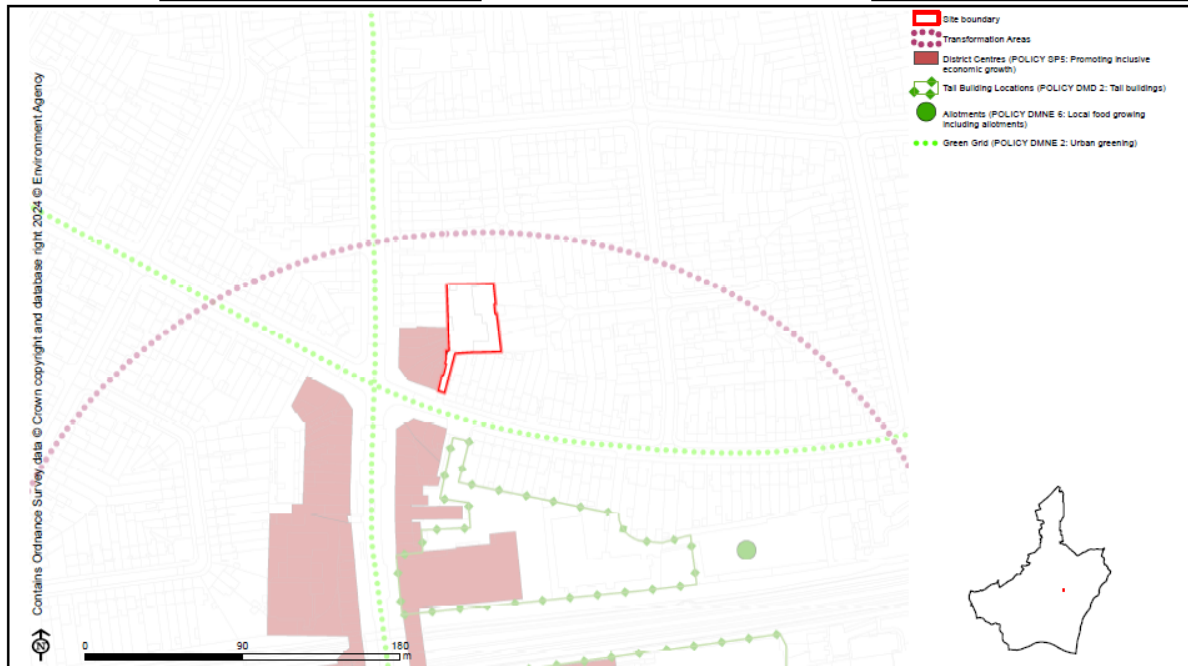 Site boundary
Transformation Areas
District Centres (POLICY SP5: Promoting inclusive
economic growth)
Tall Building Locations (POLICY DMD 2: Tall buildings)
Allotments (POLICY DMNE 6: Local food growing
including allotments)
Green Grid (POLICY DMNE 2: Urban greening)
Contains Ordnance Survey data © Crown copyright and database right 2024 © Environment Agency
N
0 90 180
m